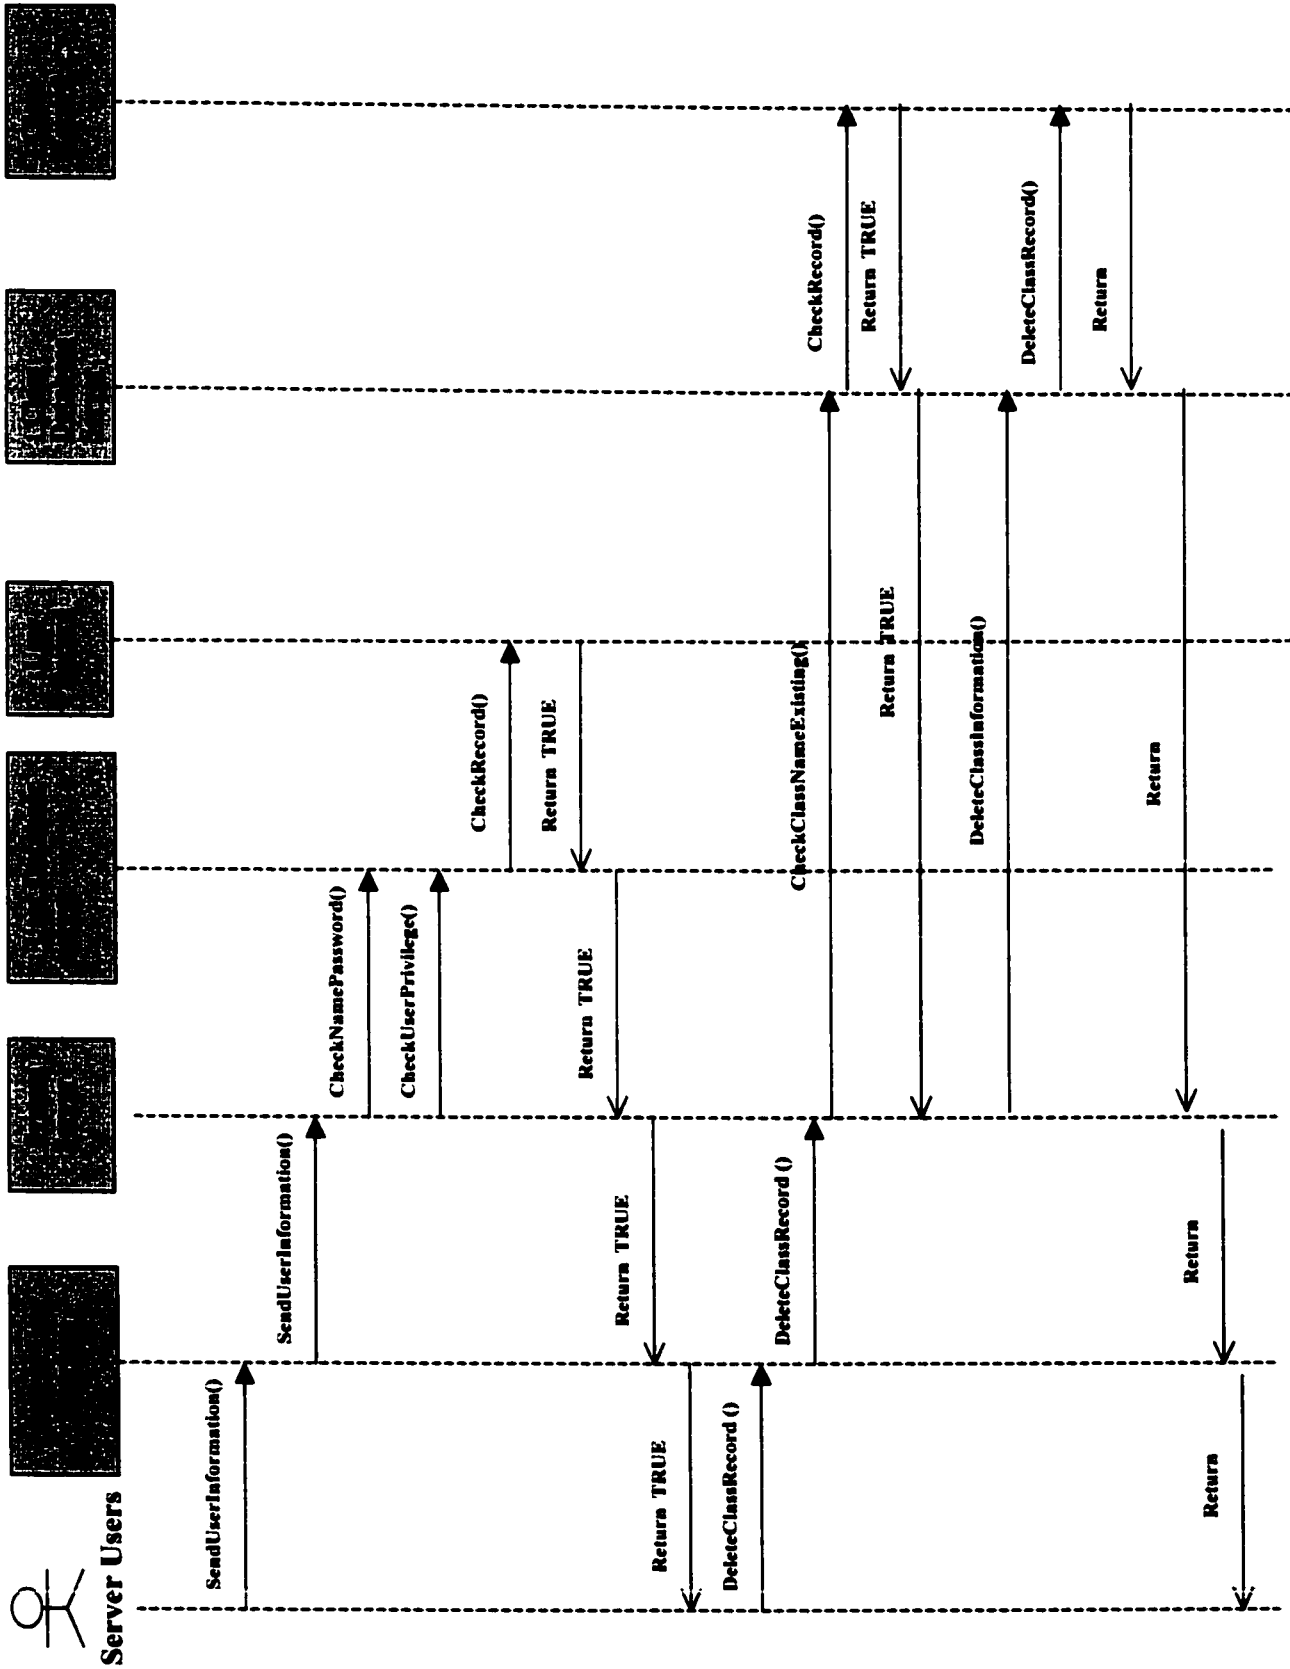 Server Users
SendUserInformation()
SendUserInformation()
CheckNamePassword()
CheckUserPrivilege()
CheckRecord()
Return TRUE
Return TRUE
Return TRUE
Return TRUE
DeleteClassRecord ()
DeleteClassRecord ()
CheckClassNameExisting()
CheckRecord()
Return TRUE
Return TRUE
DeleteClassInformation()
DeleteClassRecord()
Return
Return
Return
Return